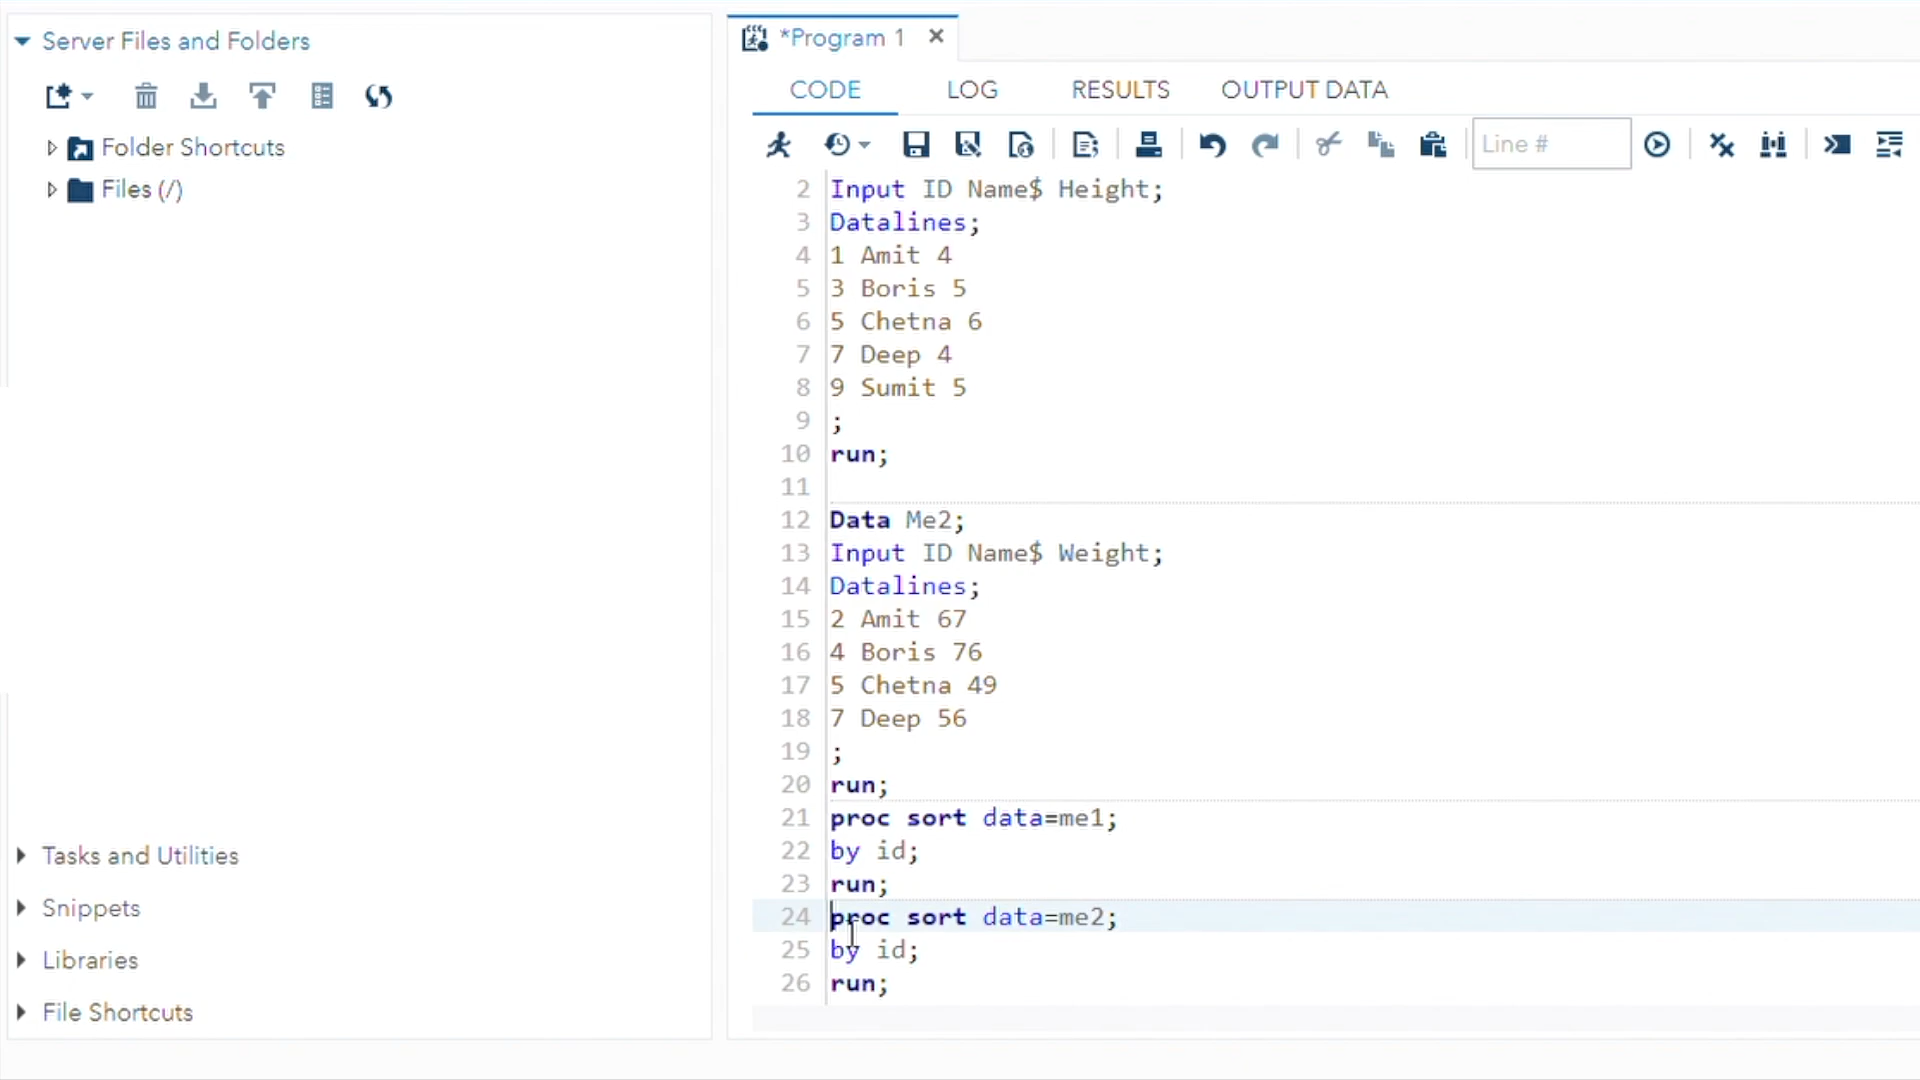 Server Files and Folders
Folder Shortcuts
Files (/)
Tasks and Utilities
Snippets
Libraries
File Shortcuts
*Program 1
CODE LOG RESULTS OUTPUT DATA
Line #
2 Input ID Name$ Height;
3 Datalines;
4 1 Amit 4
5 3 Boris 5
6 5 Chetna 6
7 7 Deep 4
8 9 Sumit 5
9 ;
10 run;
11
12 Data Me2;
13 Input ID Name$ Weight;
14 Datalines;
15 2 Amit 67
16 4 Boris 76
17 5 Chetna 49
18 7 Deep 56
19 ;
20 run;
21 proc sort data=me1;
22 by id;
23 run;
24 proc sort data=me2;
25 by id;
26 run;